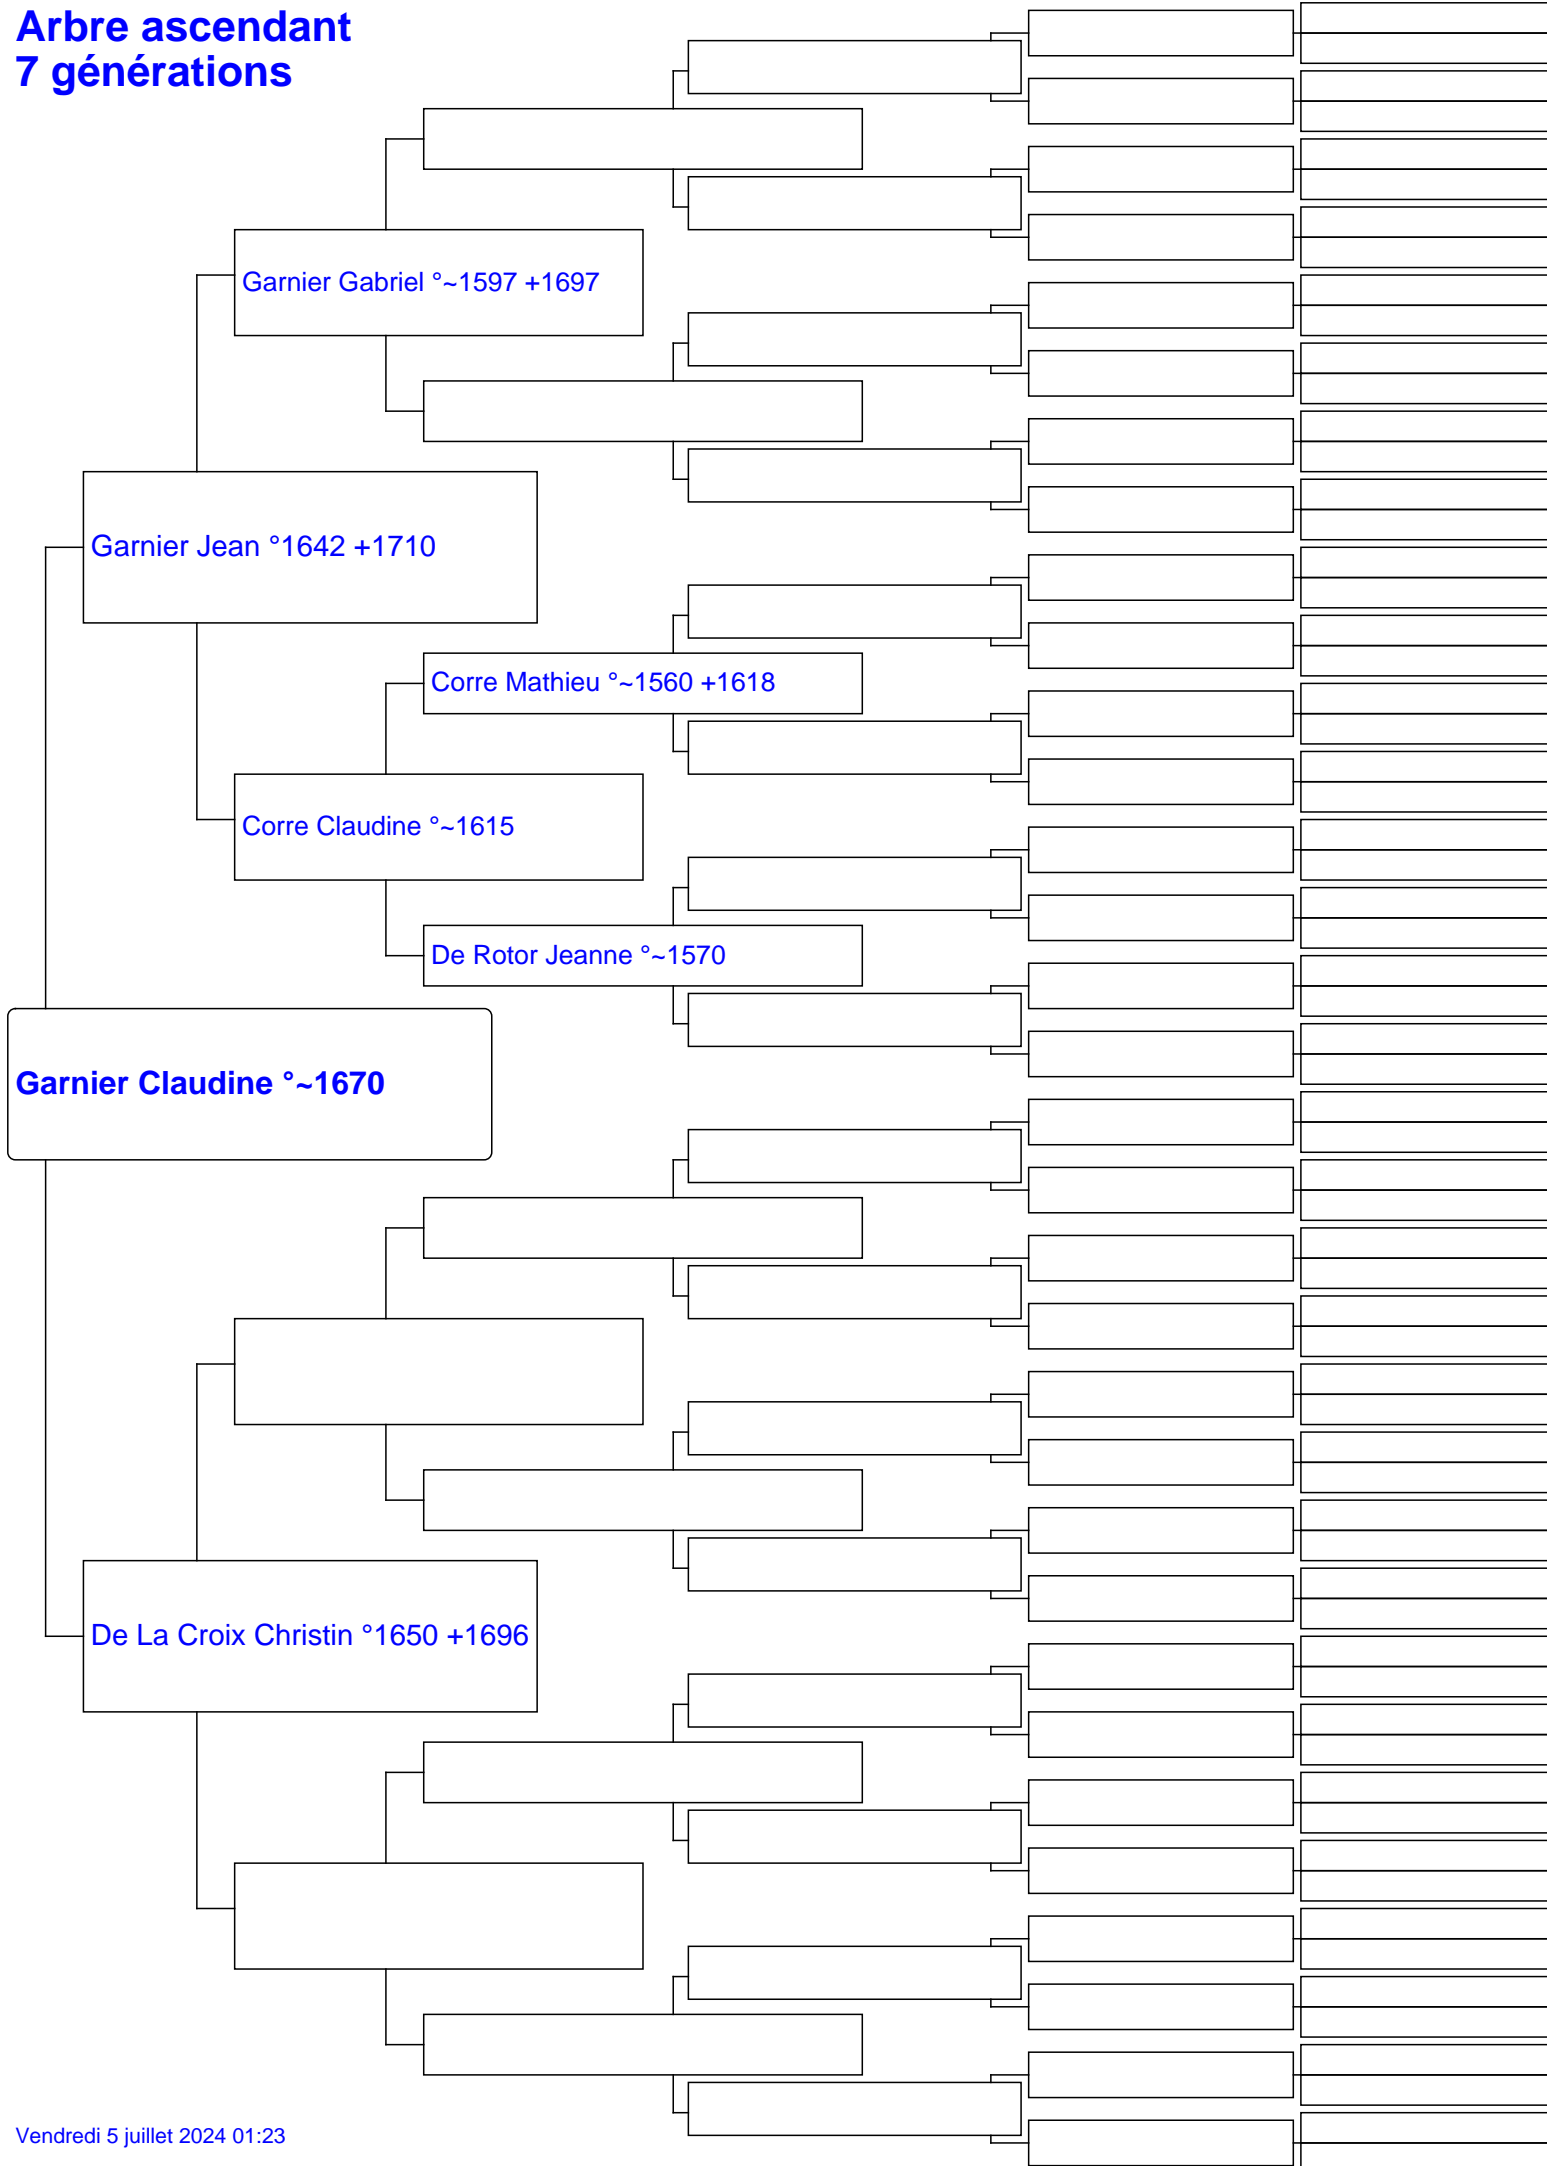 Arbre ascendant
7 générations
Garnier Gabriel °~1597 +1697
Garnier Jean °1642 +1710
Corre Mathieu °~1560 +1618
Corre Claudine °~1615
De Rotor Jeanne °~1570
Garnier Claudine °~1670
De La Croix Christin °1650 +1696
Vendredi 5 juillet 2024 01:23